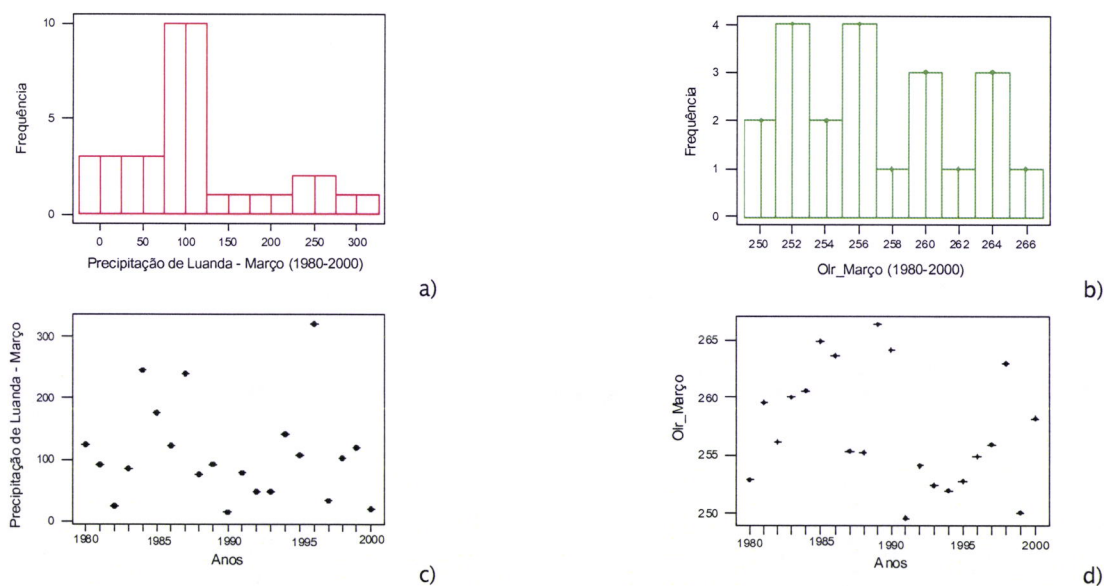 10
5
0
Frequência
0 50 100 150 200 250 300
Precipitação de Luanda - Março (1980-2000)
a)
4
3
2
1
0
Frequência
250 252 254 256 258 260 262 264 266
Olr_Março (1980-2000)
b)
300
200
100
0
Precipitação de Luanda - Março
1980 1985 1990 1995 2000
Anos
c)
265
260
255
250
Olr_Março
1980 1985 1990 1995 2000
Anos
d)